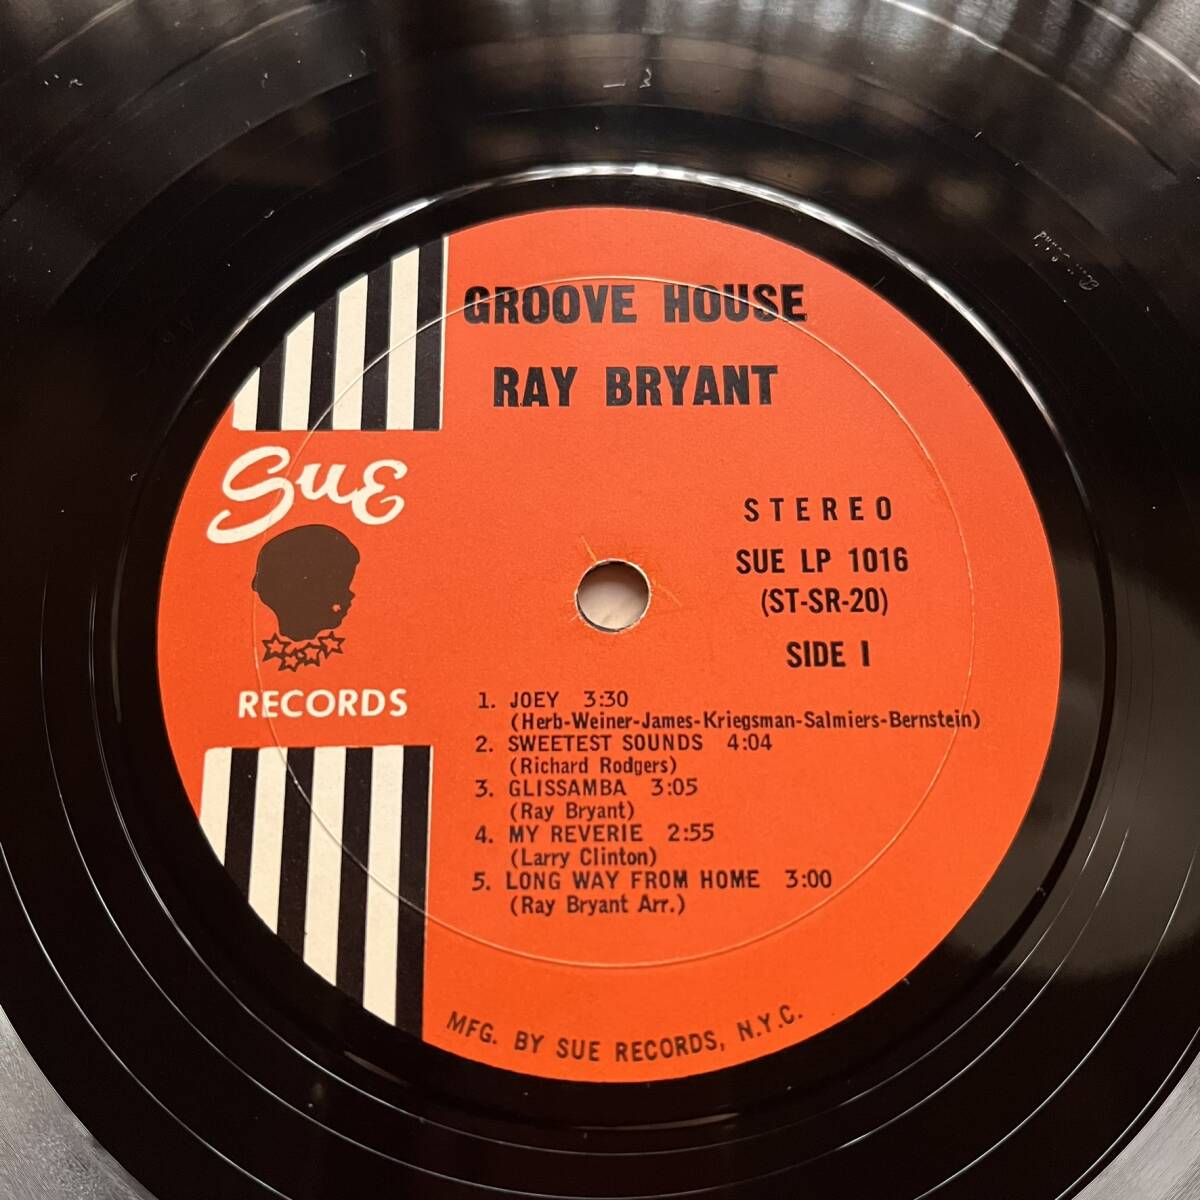 GROOVE HOUSE
RAY BRYANT
Sue
RECORDS
STEREO
SUE LP 1016
(ST-SR-20)
SIDE 1
1. JOEY 3:30
(Herb-Weiner-James-Kriegsman-Salmiers-Bernstein)
2. SWEETEST SOUNDS 4:04
(Richard Rodgers)
3. GLISSAMBA 3:05
(Ray Bryant)
4. MY REVERIE 2:55
(Larry Clinton)
5. LONG WAY FROM HOME 3:00
(Ray Bryant Arr.)
MFG. BY SUE RECORDS, N.Y.C.